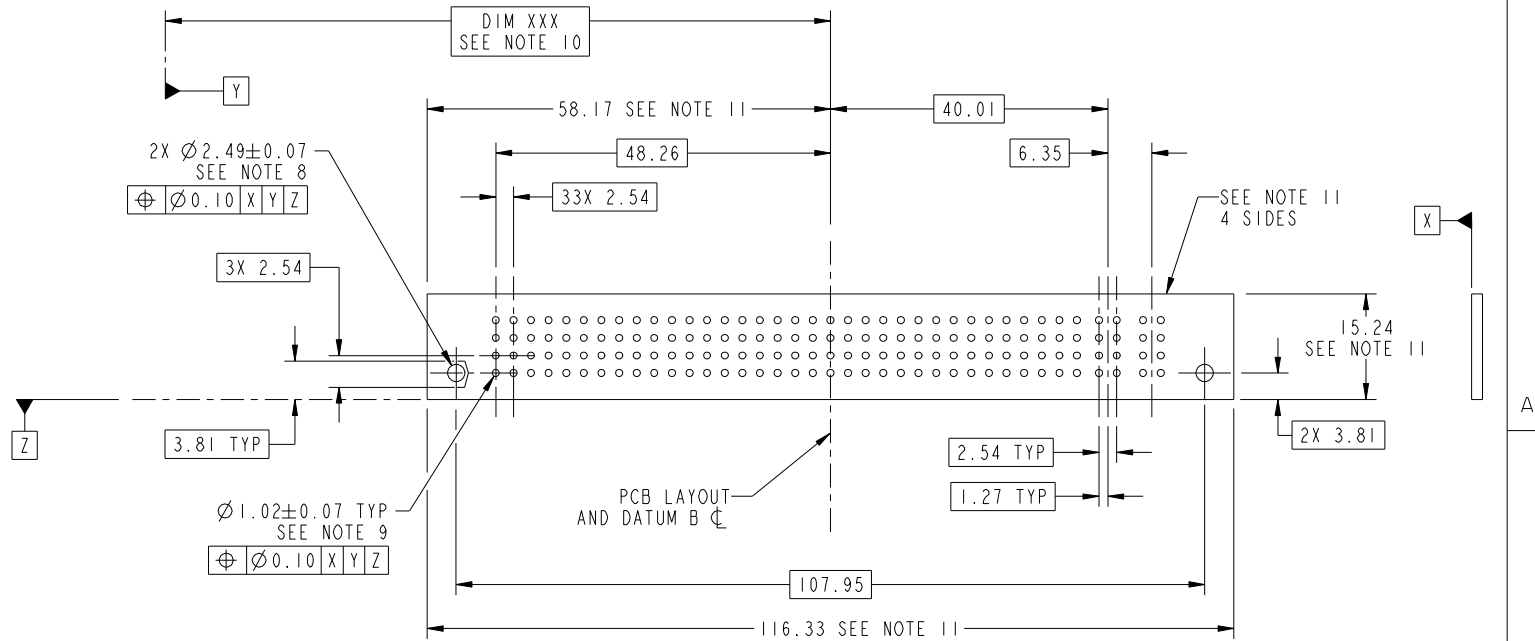 DIM XXX
SEE NOTE 10
Y
58.17 SEE NOTE 11
40.01
2X Ø2.49±0.07
SEE NOTE 8
⌖ Ø0.10 X Y Z
48.26
6.35
33X 2.54
SEE NOTE 11
4 SIDES
X
3X 2.54
15.24
SEE NOTE 11
A
Z
3.81 TYP
2X 3.81
2.54 TYP
1.27 TYP
PCB LAYOUT
AND DATUM B ℄
Ø1.02±0.07 TYP
SEE NOTE 9
⌖ Ø0.10 X Y Z
107.95
116.33 SEE NOTE 11